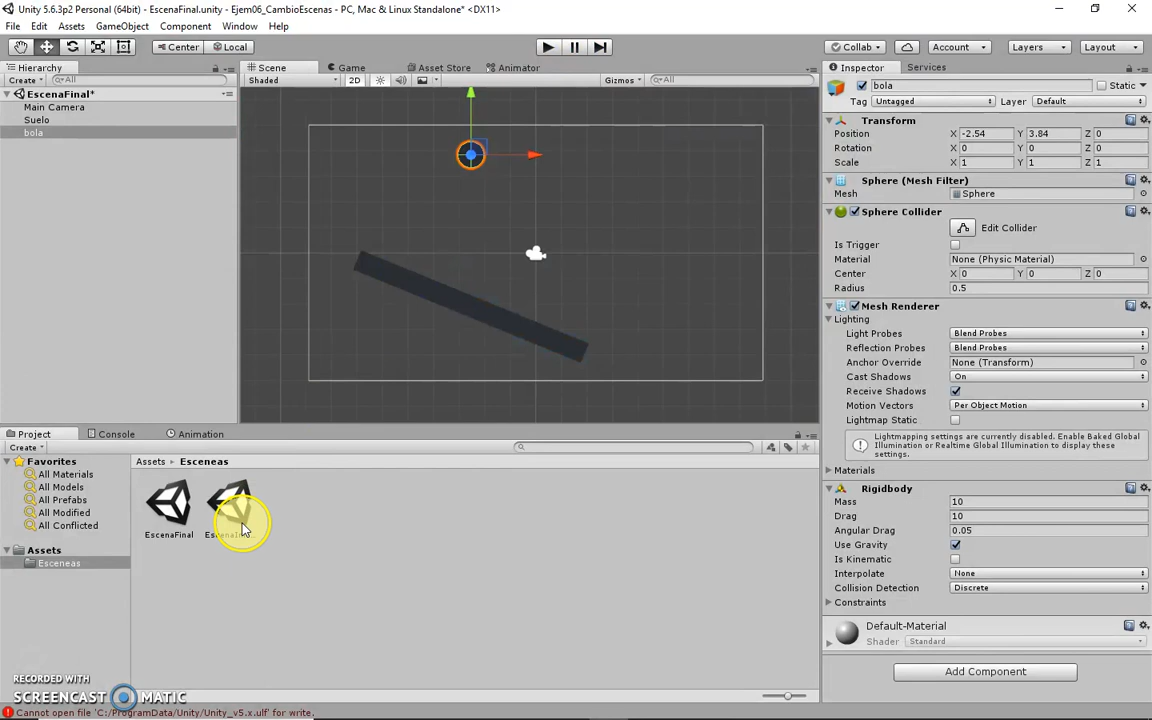 Unity 5.6.3p2 Personal (64bit) - EscenaFinal.unity - Ejem06_CambioEscenas - PC, Mac & Linux Standalone* <DX11>
File Edit Assets GameObject Component Window Help
Center Local Collab Account Layers Layout
Hierarchy Scene Game Asset Store Animator Inspector Services
Create All Shaded 2D Gizmos All
bola Static
EscenaFinal*
Tag Untagged Layer Default
Main Camera
Suelo
bola
Transform
Position X -2.54 Y 3.84 Z 0
Rotation X 0 Y 0 Z 0
Scale X 1 Y 1 Z 1
Sphere (Mesh Filter)
Mesh Sphere
Sphere Collider
Edit Collider
Is Trigger
Material None (Physic Material)
Center X 0 Y 0 Z 0
Radius 0.5
Mesh Renderer
Lighting
Light Probes Blend Probes
Reflection Probes Blend Probes
Anchor Override None (Transform)
Cast Shadows On
Receive Shadows
Motion Vectors Per Object Motion
Lightmap Static
Lightmapping settings are currently disabled. Enable Baked Global
Illumination or Realtime Global Illumination to display these
settings.
Materials
Rigidbody
Mass 10
Drag 10
Angular Drag 0.05
Use Gravity
Is Kinematic
Interpolate None
Collision Detection Discrete
Constraints
Default-Material
Shader Standard
Add Component
Project Console Animation
Create
Favorites
All Materials
All Models
All Prefabs
All Modified
All Conflicted
Assets
Esceneas
Assets Esceneas
EscenaFinal
RECORDED WITH
SCREENCAST MATIC
Cannot open file 'C:/ProgramData/Unity/Unity_v5.x.ulf' for write.